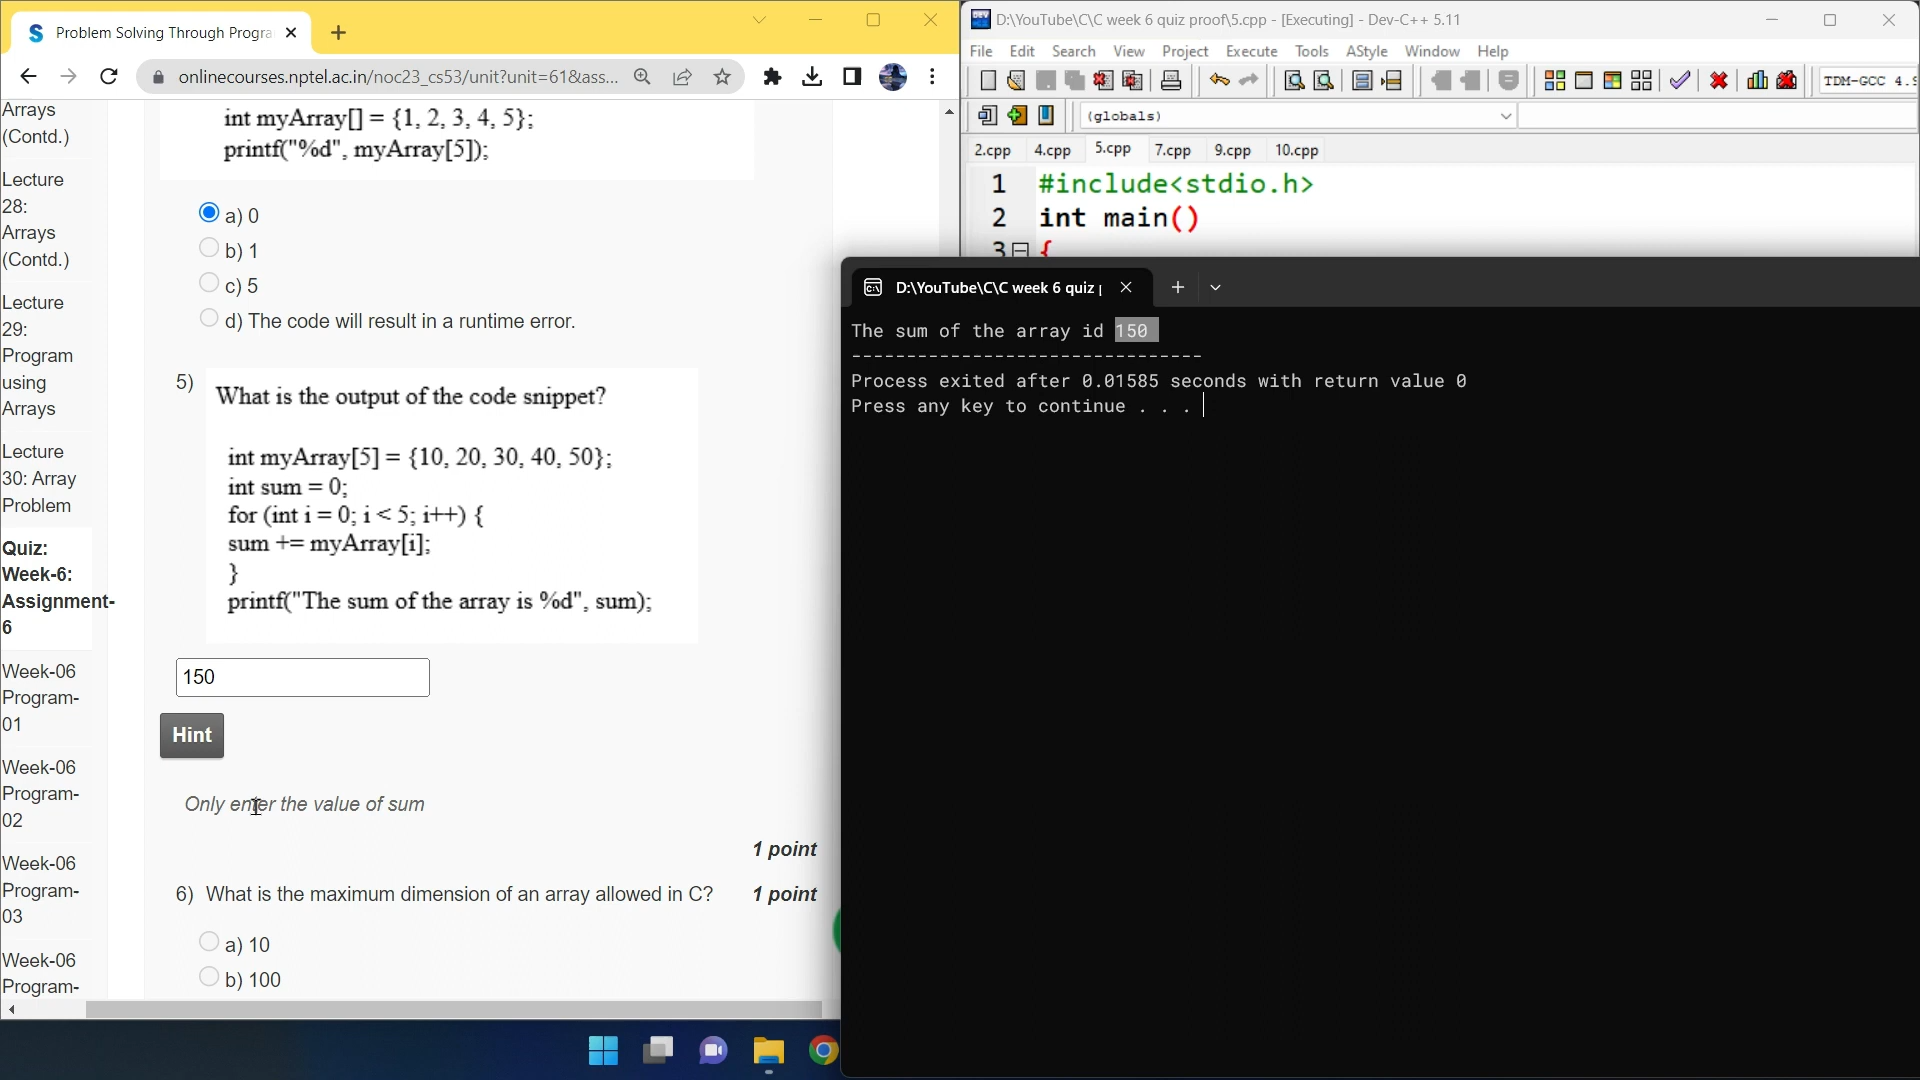 Problem Solving Through Progra
onlinecourses.nptel.ac.in/noc23_cs53/unit?unit=61&ass...
Arrays
(Contd.)
Lecture
28:
Arrays
(Contd.)
Lecture
29:
Program
using
Arrays
Lecture
30: Array
Problem
Quiz:
Week-6:
Assignment-
6
Week-06
Program-
01
Week-06
Program-
02
Week-06
Program-
03
Week-06
Program-
int myArray[] = {1, 2, 3, 4, 5};
printf("%d", myArray[5]);
a) 0
b) 1
c) 5
d) The code will result in a runtime error.
5)
What is the output of the code snippet?
int myArray[5] = {10, 20, 30, 40, 50};
int sum = 0;
for (int i = 0; i < 5; i++) {
sum += myArray[i];
}
printf("The sum of the array is %d", sum);
150
Hint
Only enter the value of sum
1 point
6) What is the maximum dimension of an array allowed in C? 1 point
a) 10
b) 100
D:\YouTube\C\C week 6 quiz proof\5.cpp - [Executing] - Dev-C++ 5.11
File Edit Search View Project Execute Tools AStyle Window Help
TDM-GCC 4.9
(globals)
2.cpp 4.cpp 5.cpp 7.cpp 9.cpp 10.cpp
1 #include<stdio.h>
2 int main()
3 {
D:\YouTube\C\C week 6 quiz
The sum of the array id 150
--------------------------------
Process exited after 0.01585 seconds with return value 0
Press any key to continue . . .